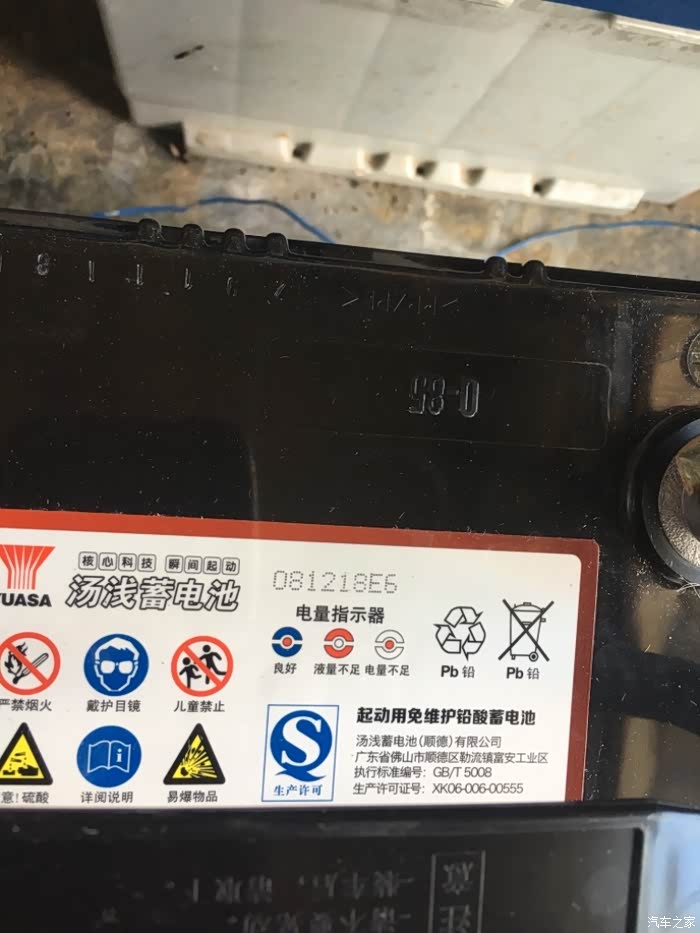 D-85
YUASA
核心科技 瞬间起动
汤浅蓄电池
081218E6
电量指示器
良好 液量不足 电量不足
Pb 铅
Pb 铅
严禁烟火
戴护目镜
儿童禁止
意！硫酸
详阅说明
易爆物品
生产许可
起动用免维护铅酸蓄电池
汤浅蓄电池（顺德）有限公司
广东省佛山市顺德区勒流镇富安工业区
执行标准编号：GB/T 5008
生产许可证号：XK06-006-00555
注意
汽车之家